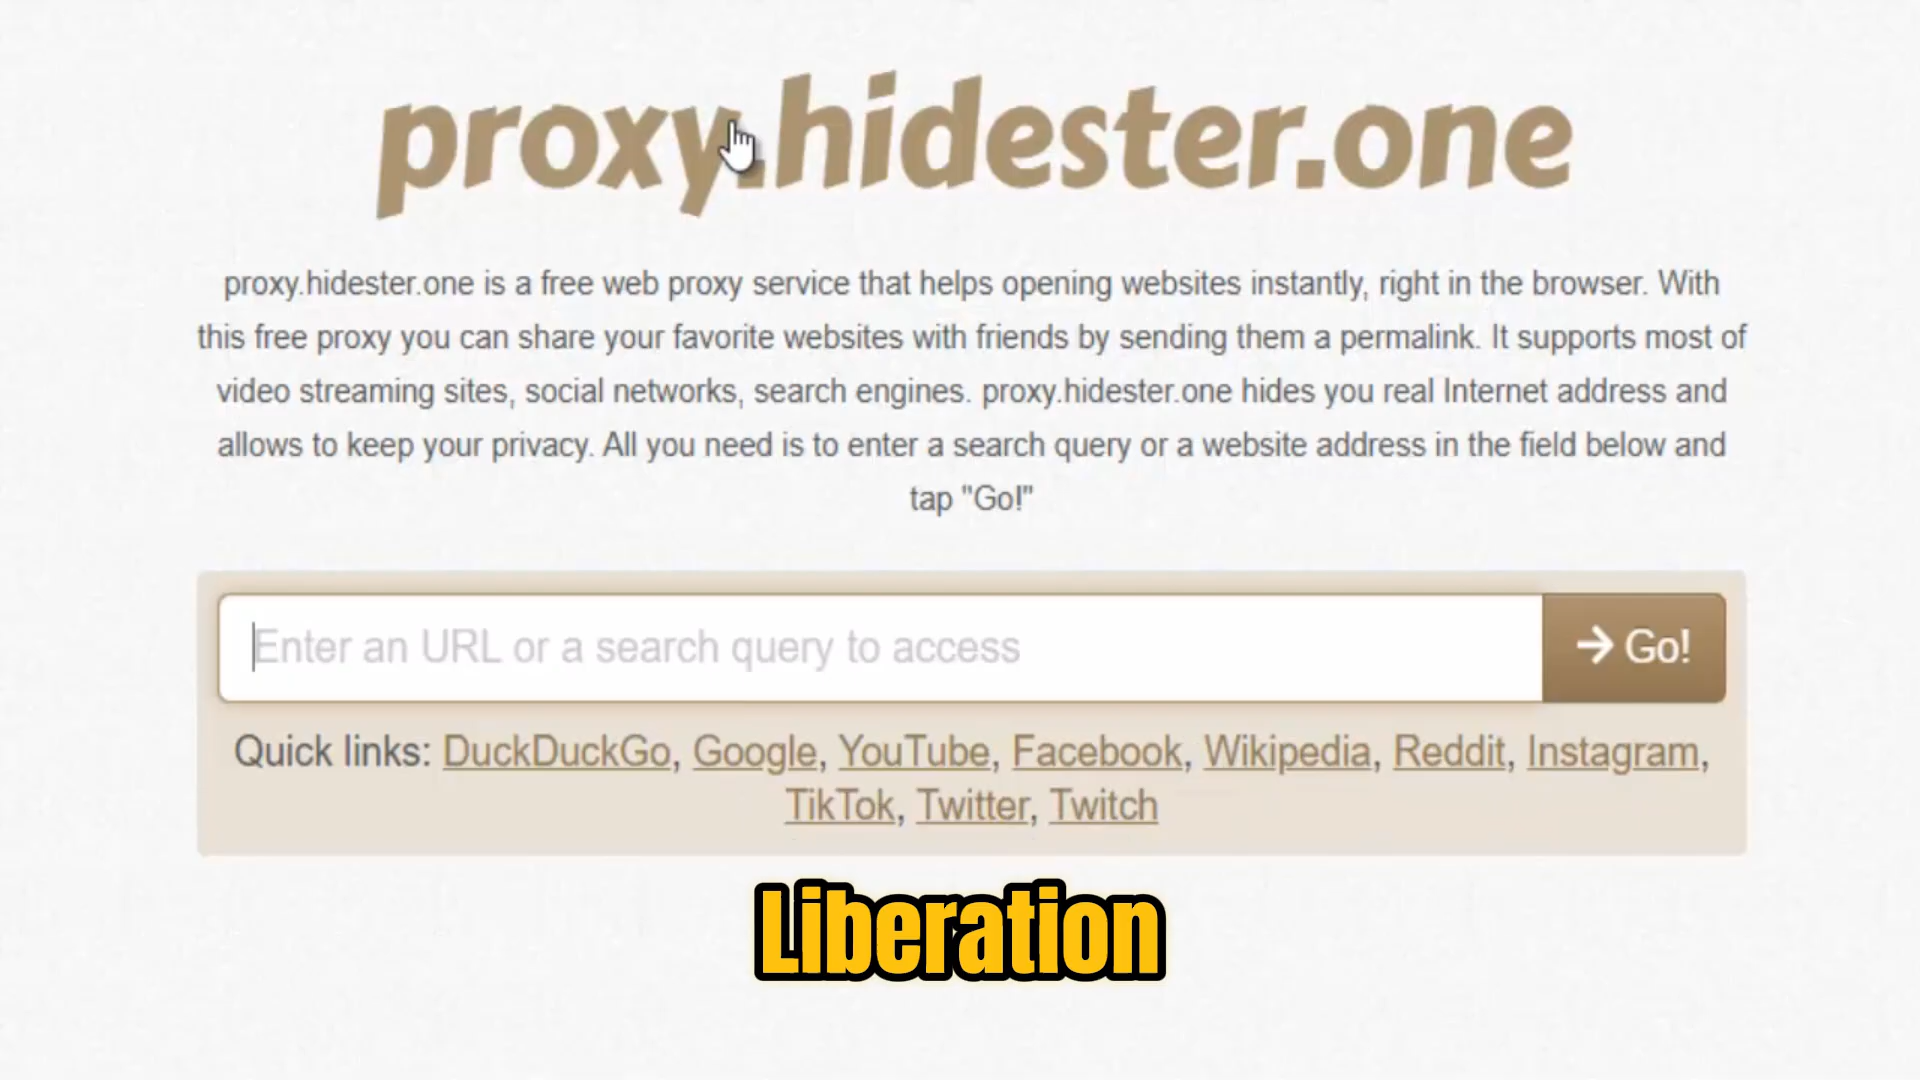 proxy.hidester.one
proxy.hidester.one is a free web proxy service that helps opening websites instantly, right in the browser. With
this free proxy you can share your favorite websites with friends by sending them a permalink. It supports most of
video streaming sites, social networks, search engines. proxy.hidester.one hides you real Internet address and
allows to keep your privacy. All you need is to enter a search query or a website address in the field below and
tap "Go!"
Enter an URL or a search query to access
→ Go!
Quick links: DuckDuckGo, Google, YouTube, Facebook, Wikipedia, Reddit, Instagram,
TikTok, Twitter, Twitch
Liberation